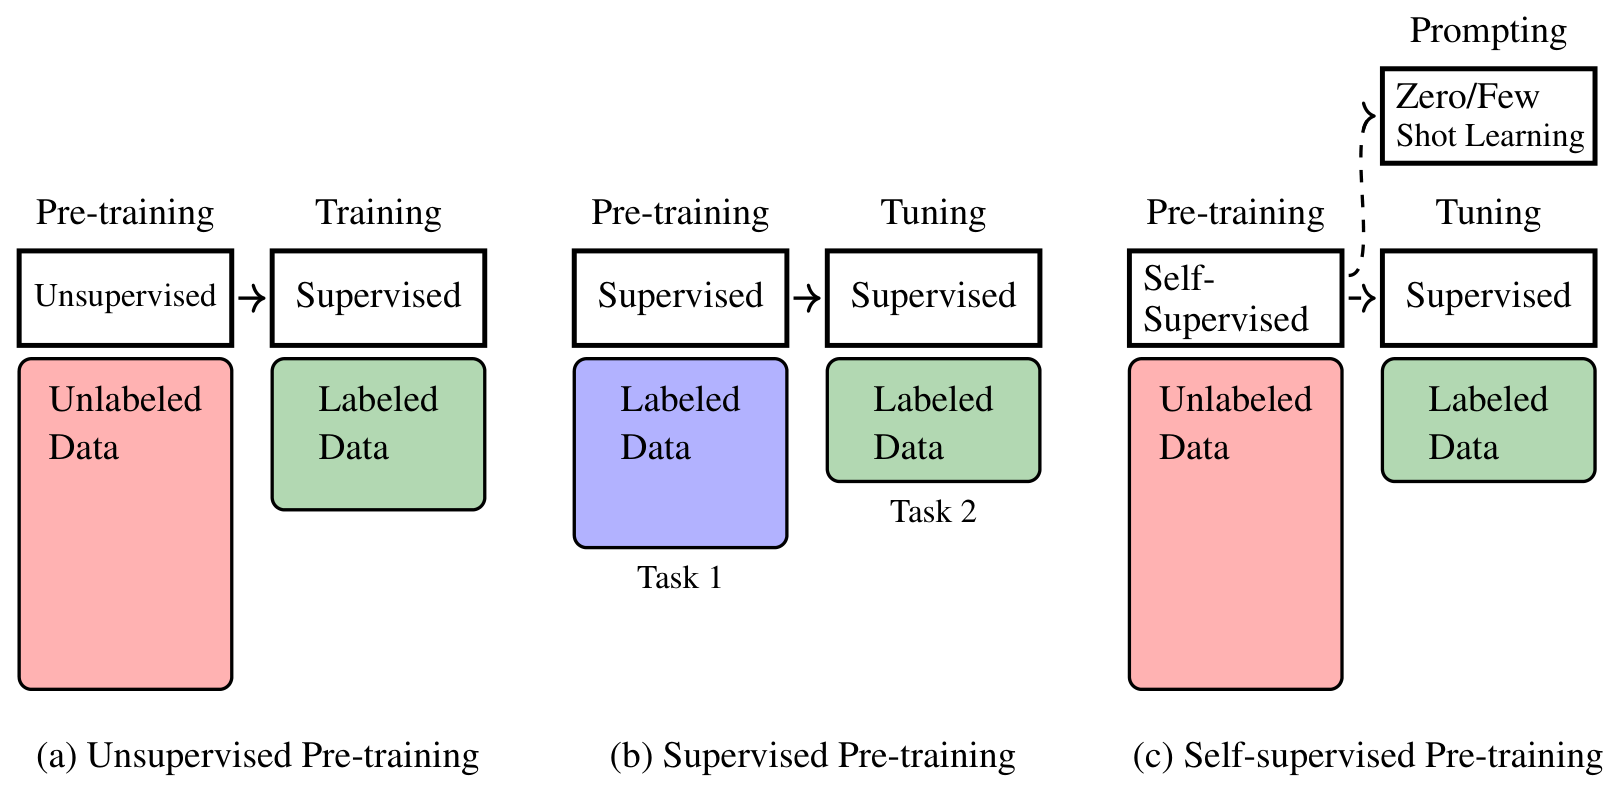 Pre-training
Training
Unsupervised
Supervised
Unlabeled
Data
Labeled
Data
(a) Unsupervised Pre-training
Pre-training
Tuning
Supervised
Supervised
Labeled
Data
Labeled
Data
Task 1
Task 2
(b) Supervised Pre-training
Prompting
Zero/Few
Shot Learning
Pre-training
Tuning
Self-
Supervised
Supervised
Unlabeled
Data
Labeled
Data
(c) Self-supervised Pre-training